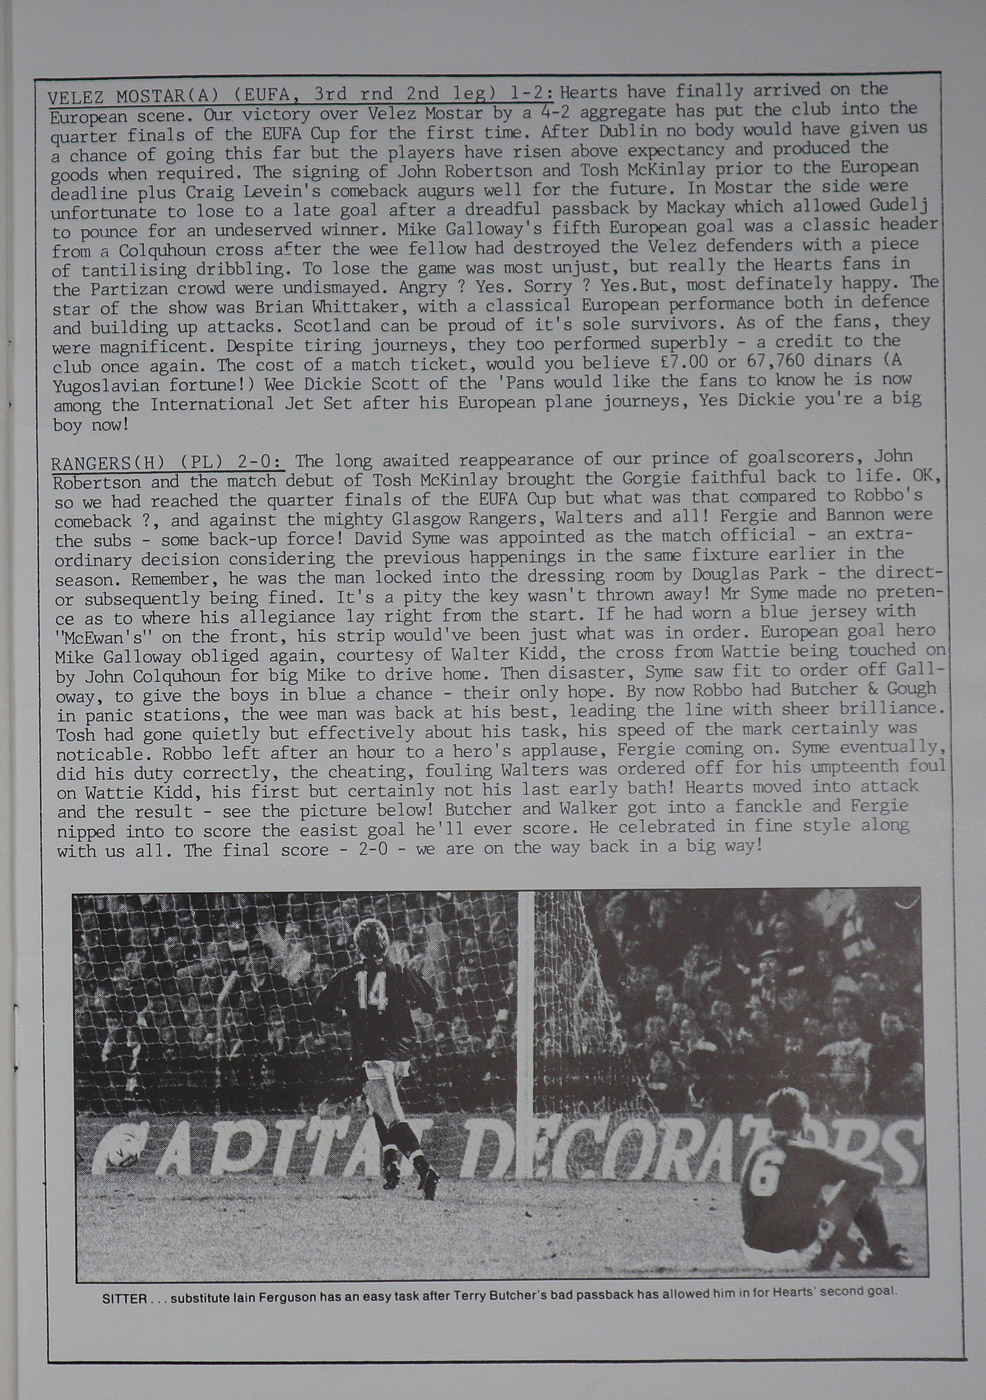 VELEZ MOSTAR(A) (EUFA, 3rd rnd 2nd leg) 1-2: Hearts have finally arrived on the
European scene. Our victory over Velez Mostar by a 4-2 aggregate has put the club into the
quarter finals of the EUFA Cup for the first time. After Dublin no body would have given us
a chance of going this far but the players have risen above expectancy and produced the
goods when required. The signing of John Robertson and Tosh McKinlay prior to the European
deadline plus Craig Levein's comeback augurs well for the future. In Mostar the side were
unfortunate to lose to a late goal after a dreadful passback by Mackay which allowed Gudelj
to pounce for an undeserved winner. Mike Galloway's fifth European goal was a classic header
from a Colquhoun cross after the wee fellow had destroyed the Velez defenders with a piece
of tantilising dribbling. To lose the game was most unjust, but really the Hearts fans in
the Partizan crowd were undismayed. Angry ? Yes. Sorry ? Yes.But, most definately happy. The
star of the show was Brian Whittaker, with a classical European performance both in defence
and building up attacks. Scotland can be proud of it's sole survivors. As of the fans, they
were magnificent. Despite tiring journeys, they too performed superbly - a credit to the
club once again. The cost of a match ticket, would you believe £7.00 or 67,760 dinars (A
Yugoslavian fortune!) Wee Dickie Scott of the 'Pans would like the fans to know he is now
among the International Jet Set after his European plane journeys, Yes Dickie you're a big
boy now!
RANGERS(H) (PL) 2-0: The long awaited reappearance of our prince of goalscorers, John
Robertson and the match debut of Tosh McKinlay brought the Gorgie faithful back to life. OK,
so we had reached the quarter finals of the EUFA Cup but what was that compared to Robbo's
comeback ?, and against the mighty Glasgow Rangers, Walters and all! Fergie and Bannon were
the subs - some back-up force! David Syme was appointed as the match official - an extra-
ordinary decision considering the previous happenings in the same fixture earlier in the
season. Remember, he was the man locked into the dressing room by Douglas Park - the direct-
or subsequently being fined. It's a pity the key wasn't thrown away! Mr Syme made no preten-
ce as to where his allegiance lay right from the start. If he had worn a blue jersey with
"McEwan's" on the front, his strip would've been just what was in order. European goal hero
Mike Galloway obliged again, courtesy of Walter Kidd, the cross from Wattie being touched on
by John Colquhoun for big Mike to drive home. Then disaster, Syme saw fit to order off Gall-
oway, to give the boys in blue a chance - their only hope. By now Robbo had Butcher & Gough
in panic stations, the wee man was back at his best, leading the line with sheer brilliance.
Tosh had gone quietly but effectively about his task, his speed of the mark certainly was
noticable. Robbo left after an hour to a hero's applause, Fergie coming on. Syme eventually,
did his duty correctly, the cheating, fouling Walters was ordered off for his umpteenth foul
on Wattie Kidd, his first but certainly not his last early bath! Hearts moved into attack
and the result - see the picture below! Butcher and Walker got into a fanckle and Fergie
nipped into to score the easist goal he'll ever score. He celebrated in fine style along
with us all. The final score - 2-0 - we are on the way back in a big way!
14
CAPITAL DECORATORS
6
SITTER . . . substitute Iain Ferguson has an easy task after Terry Butcher's bad passback has allowed him in for Hearts' second goal.